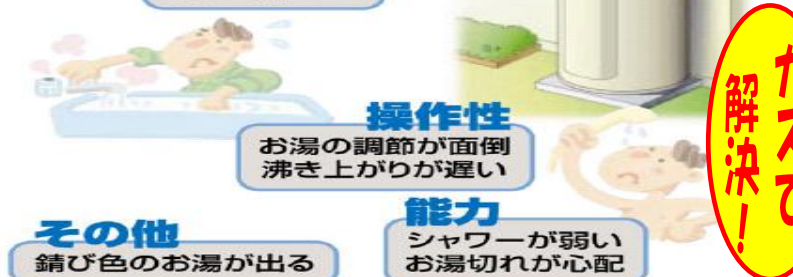 操作性
お湯の調節が面倒
沸き上がりが遅い
能力
シャワーが弱い
お湯切れが心配
その他
錆び色のお湯が出る
解決！